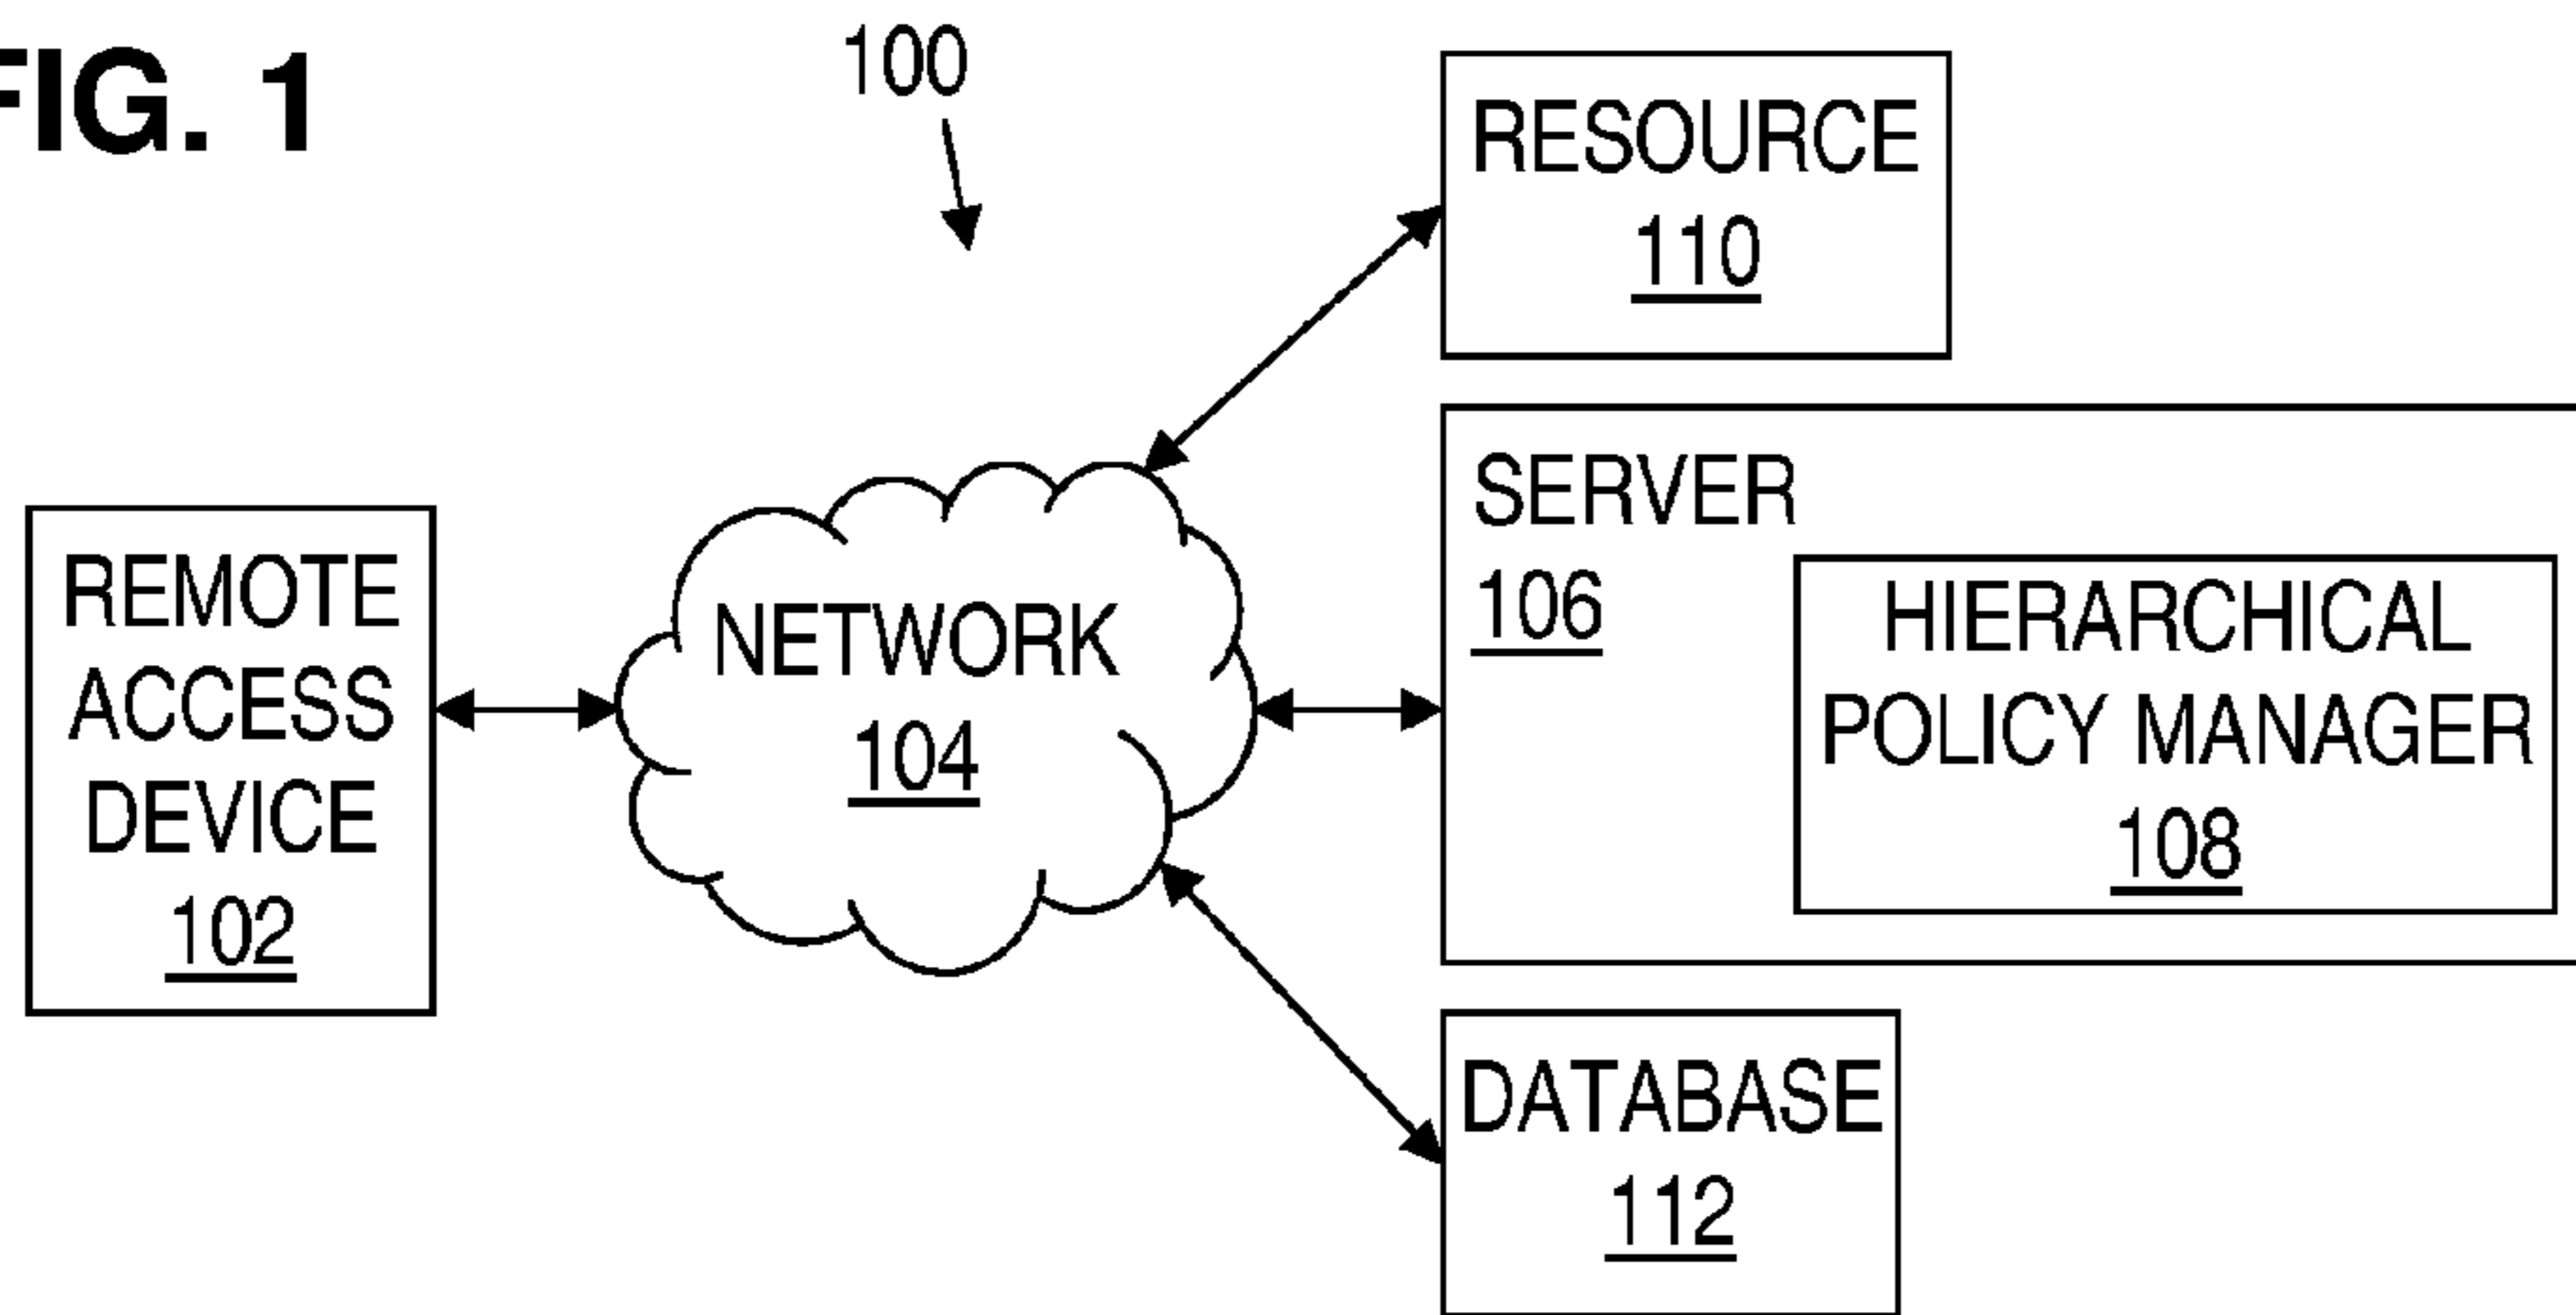 FIG. 1
100
RESOURCE
110
SERVER
106
HIERARCHICAL
POLICY MANAGER
108
REMOTE
ACCESS
DEVICE
102
NETWORK
104
DATABASE
112